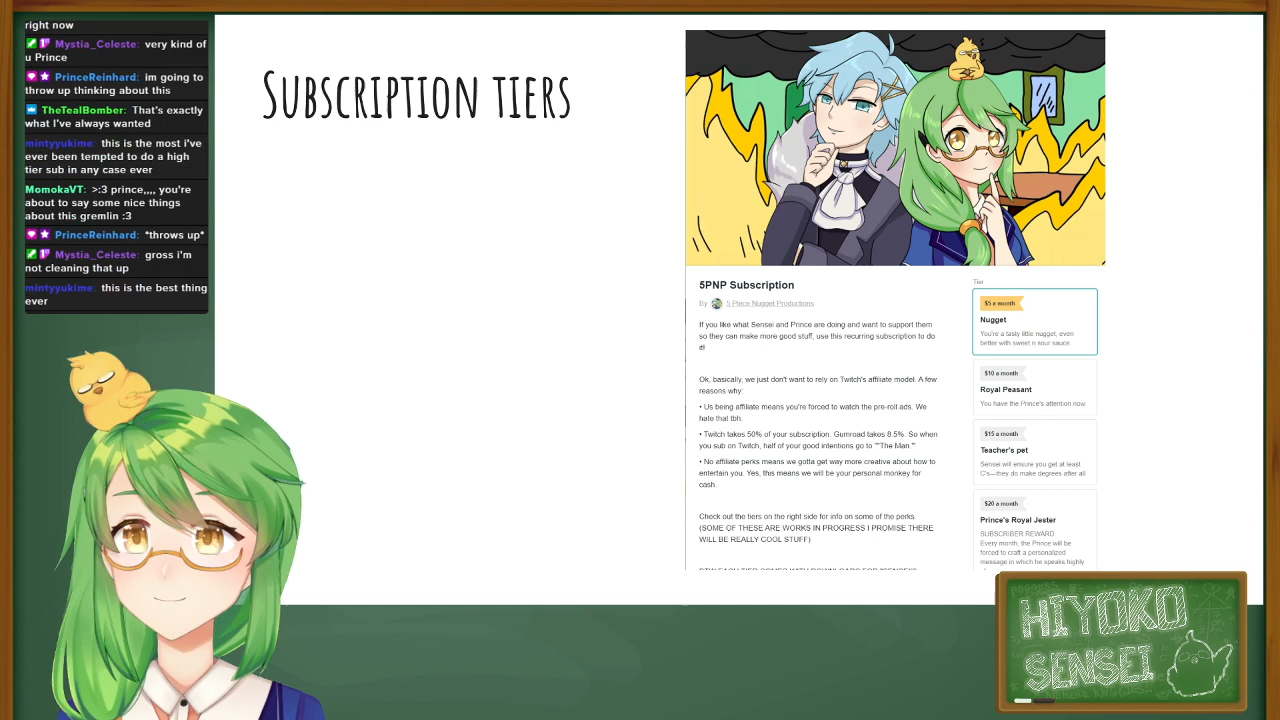 right now
Mystia_Celeste: very kind of
u Prince
PrinceReinhard: im going to
throw up thinking about this
TheTealBomber: That's exactly
what I've always wanted
mintyyukime: this is the most i've
ever been tempted to do a high
tier sub in any case ever
MomokaVT: >:3 prince,,,, you're
about to say some nice things
about this gremlin :3
PrinceReinhard: *throws up*
Mystia_Celeste: gross i'm
not cleaning that up
mintyyukime: this is the best thing
ever
Subscription tiers
5PNP Subscription
By 5 Piece Nugget Productions
If you like what Sensei and Prince are doing and want to support them
so they can make more good stuff, use this recurring subscription to do
it!
Ok, basically, we just don't want to rely on Twitch's affiliate model. A few
reasons why:
• Us being affiliate means you're forced to watch the pre-roll ads. We
hate that tbh.
• Twitch takes 50% of your subscription. Gumroad takes 8.5%. So when
you sub on Twitch, half of your good intentions go to ""The Man.""
• No affiliate perks means we gotta get way more creative about how to
entertain you. Yes, this means we will be your personal monkey for
cash.
Check out the tiers on the right side for info on some of the perks.
(SOME OF THESE ARE WORKS IN PROGRESS I PROMISE THERE
WILL BE REALLY COOL STUFF)
Tier
$5 a month
Nugget
You're a tasty little nugget, even
better with sweet n sour sauce
$10 a month
Royal Peasant
You have the Prince's attention now.
$15 a month
Teacher's pet
Sensei will ensure you get at least
C's—they do make degrees after all
$20 a month
Prince's Royal Jester
SUBSCRIBER REWARD:
Every month, the Prince will be
forced to craft a personalized
message in which he speaks highly
HIYOKO
SENSEI